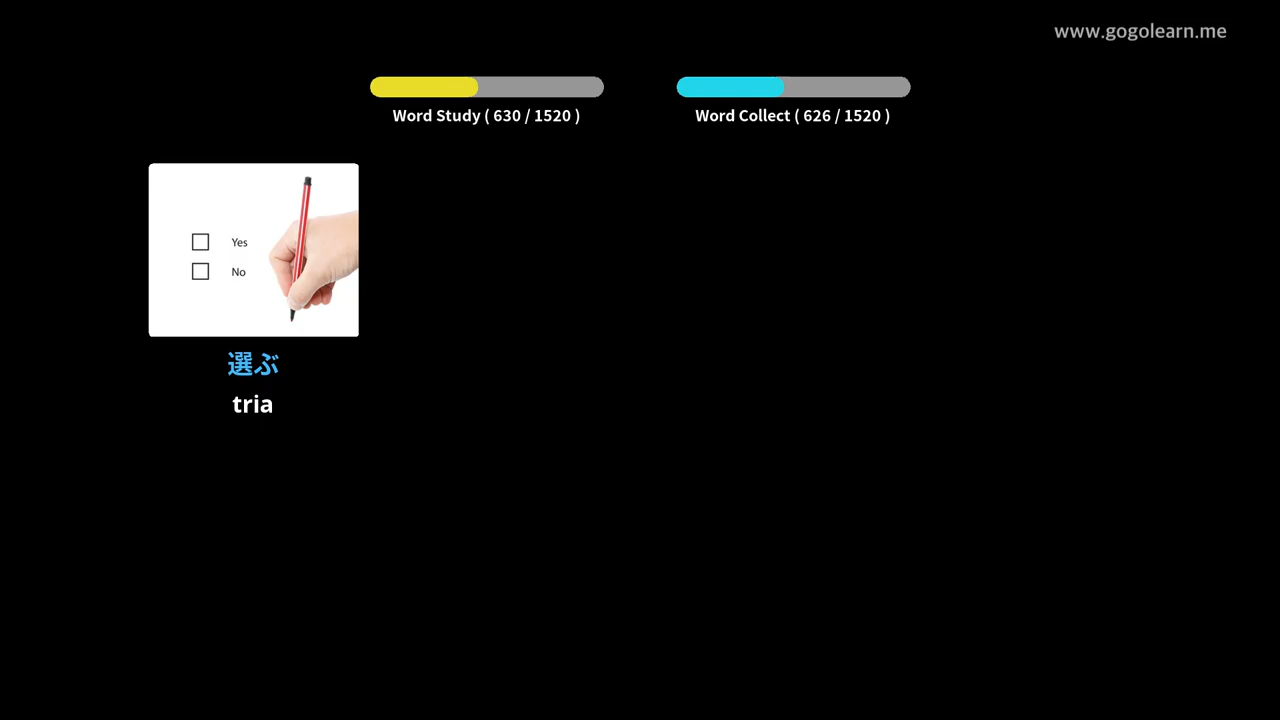 www.gogolearn.me
Word Study ( 630 / 1520 )
Word Collect ( 626 / 1520 )
Yes
No
選ぶ
tria